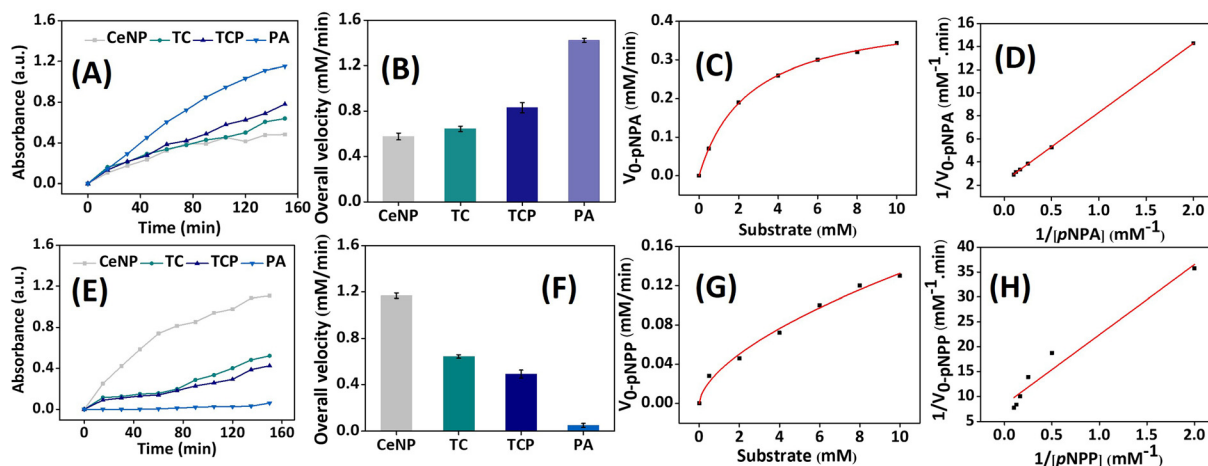 CeNP TC TCP PA
(A)
Absorbance (a.u.)
1.6
1.2
0.8
0.4
0.0
0 40 80 120 160
Time (min)
(B)
Overall velocity (mM/min)
1.8
1.2
0.6
0.0
CeNP TC TCP PA
(C)
V0-pNPA (mM/min)
0.4
0.3
0.2
0.1
0.0
0 2 4 6 8 10
Substrate (mM)
(D)
1/V0-pNPA (mM-1.min)
16
14
12
10
8
6
4
2
0
0.0 0.5 1.0 1.5 2.0
1/[pNPA] (mM-1)
CeNP TC TCP PA
(E)
Absorbance (a.u.)
1.6
1.2
0.8
0.4
0.0
0 40 80 120 160
Time (min)
(F)
Overall velocity (mM/min)
1.6
1.2
0.8
0.4
0.0
CeNP TC TCP PA
(G)
V0-pNPP (mM/min)
0.16
0.12
0.08
0.04
0.00
0 2 4 6 8 10
Substrate (mM)
(H)
1/V0-pNPP (mM-1.min)
40
35
30
25
20
15
10
5
0.0 0.5 1.0 1.5 2.0
1/[pNPP] (mM-1)